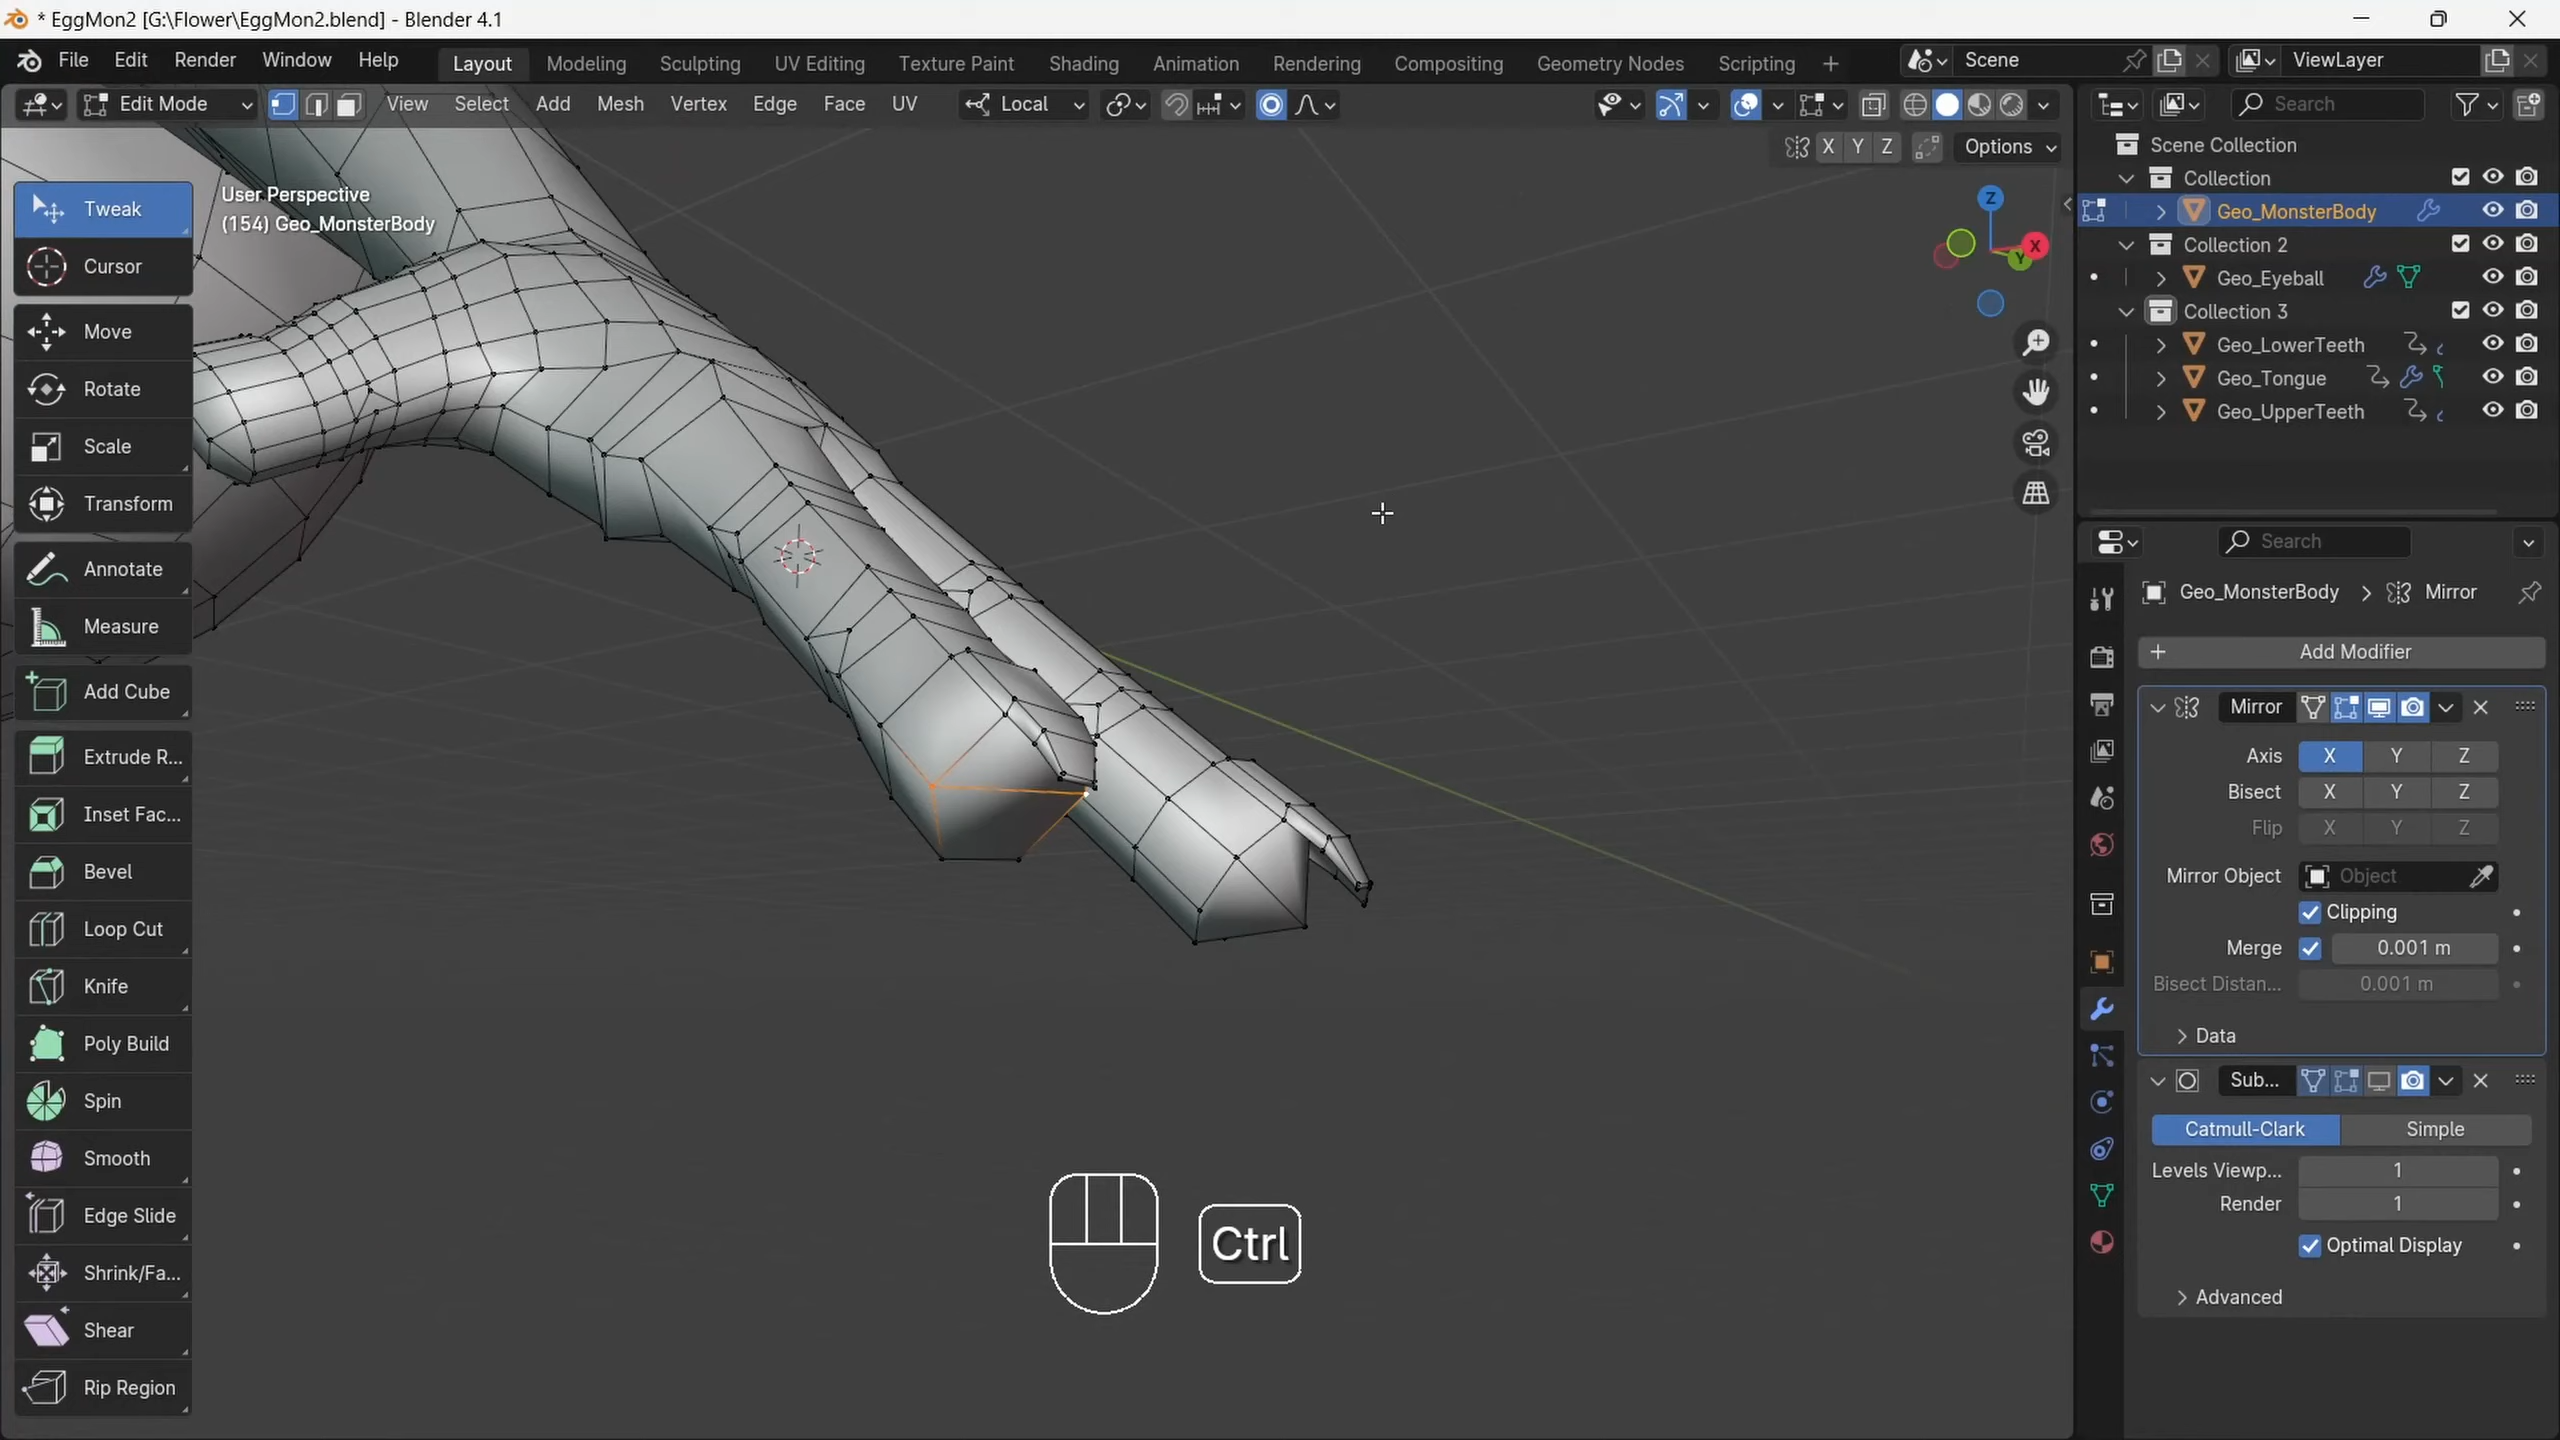 * EggMon2 [G:\Flower\EggMon2.blend] - Blender 4.1
File Edit Render Window Help Layout Modeling Sculpting UV Editing Texture Paint Shading Animation Rendering Compositing Geometry Nodes Scripting + Scene ViewLayer
Edit Mode View Select Add Mesh Vertex Edge Face UV Local Search
X Y Z Options
User Perspective
(154) Geo_MonsterBody
Tweak
Cursor
Move
Rotate
Scale
Transform
Annotate
Measure
Add Cube
Extrude R...
Inset Fac...
Bevel
Loop Cut
Knife
Poly Build
Spin
Smooth
Edge Slide
Shrink/Fa...
Shear
Rip Region
Z
X
Y
Ctrl
Scene Collection
Collection
Geo_MonsterBody
Collection 2
Geo_Eyeball
Collection 3
Geo_LowerTeeth
Geo_Tongue
Geo_UpperTeeth
Search
Geo_MonsterBody > Mirror
+ Add Modifier
Mirror
Axis X Y Z
Bisect X Y Z
Flip X Y Z
Mirror Object Object
Clipping
Merge 0.001 m
Bisect Distan... 0.001 m
Data
Sub...
Catmull-Clark Simple
Levels Viewp... 1
Render 1
Optimal Display
Advanced